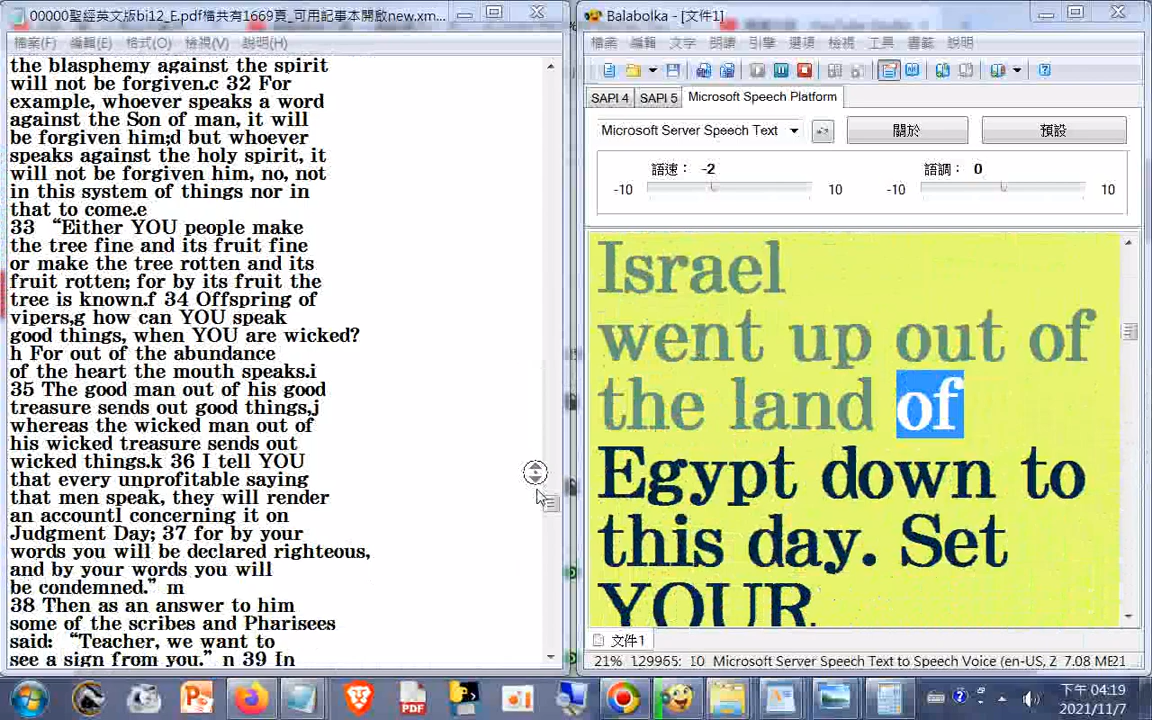 00000聖經英文版bi12_E.pdf檔共有1669頁_可用記事本開啟new.xm...
檔案(F) 編輯(E) 格式(O) 檢視(V) 說明(H)
the blasphemy against the spirit
will not be forgiven.c 32 For
example, whoever speaks a word
against the Son of man, it will
be forgiven him;d but whoever
speaks against the holy spirit, it
will not be forgiven him, no, not
in this system of things nor in
that to come.e
33 “Either YOU people make
the tree fine and its fruit fine
or make the tree rotten and its
fruit rotten; for by its fruit the
tree is known.f 34 Offspring of
vipers,g how can YOU speak
good things, when YOU are wicked?
h For out of the abundance
of the heart the mouth speaks.i
35 The good man out of his good
treasure sends out good things,j
whereas the wicked man out of
his wicked treasure sends out
wicked things.k 36 I tell YOU
that every unprofitable saying
that men speak, they will render
an accountl concerning it on
Judgment Day; 37 for by your
words you will be declared righteous,
and by your words you will
be condemned.” m
38 Then as an answer to him
some of the scribes and Pharisees
said: “Teacher, we want to
see a sign from you.” n 39 In
Balabolka - [文件1]
檔案 編輯 文字 朗讀 引擎 選項 檢視 工具 書籤 說明
SAPI 4 SAPI 5 Microsoft Speech Platform
Microsoft Server Speech Text 關於 預設
語速: -2 語調: 0
-10 10 -10 10
Israel
went up out of
the land of
Egypt down to
this day. Set
YOUR
文件1
21% 1,29965: 10 Microsoft Server Speech Text to Speech Voice (en-US, Z 7.08 ME21
PDF
下午 04:19
2021/11/7